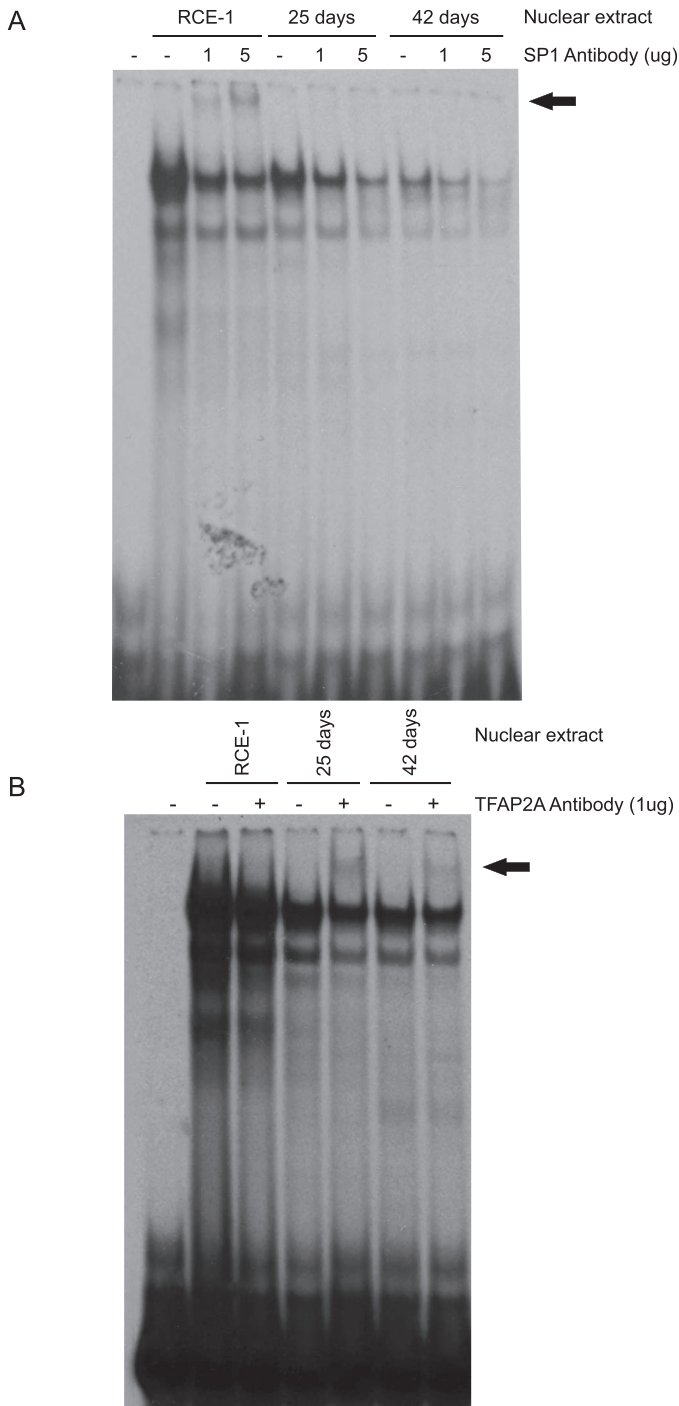 A
RCE-1 25 days 42 days Nuclear extract
- - 1 5 - 1 5 - 1 5 SP1 Antibody (ug)
RCE-1 25 days 42 days Nuclear extract
B
- - + - + - + TFAP2A Antibody (1ug)